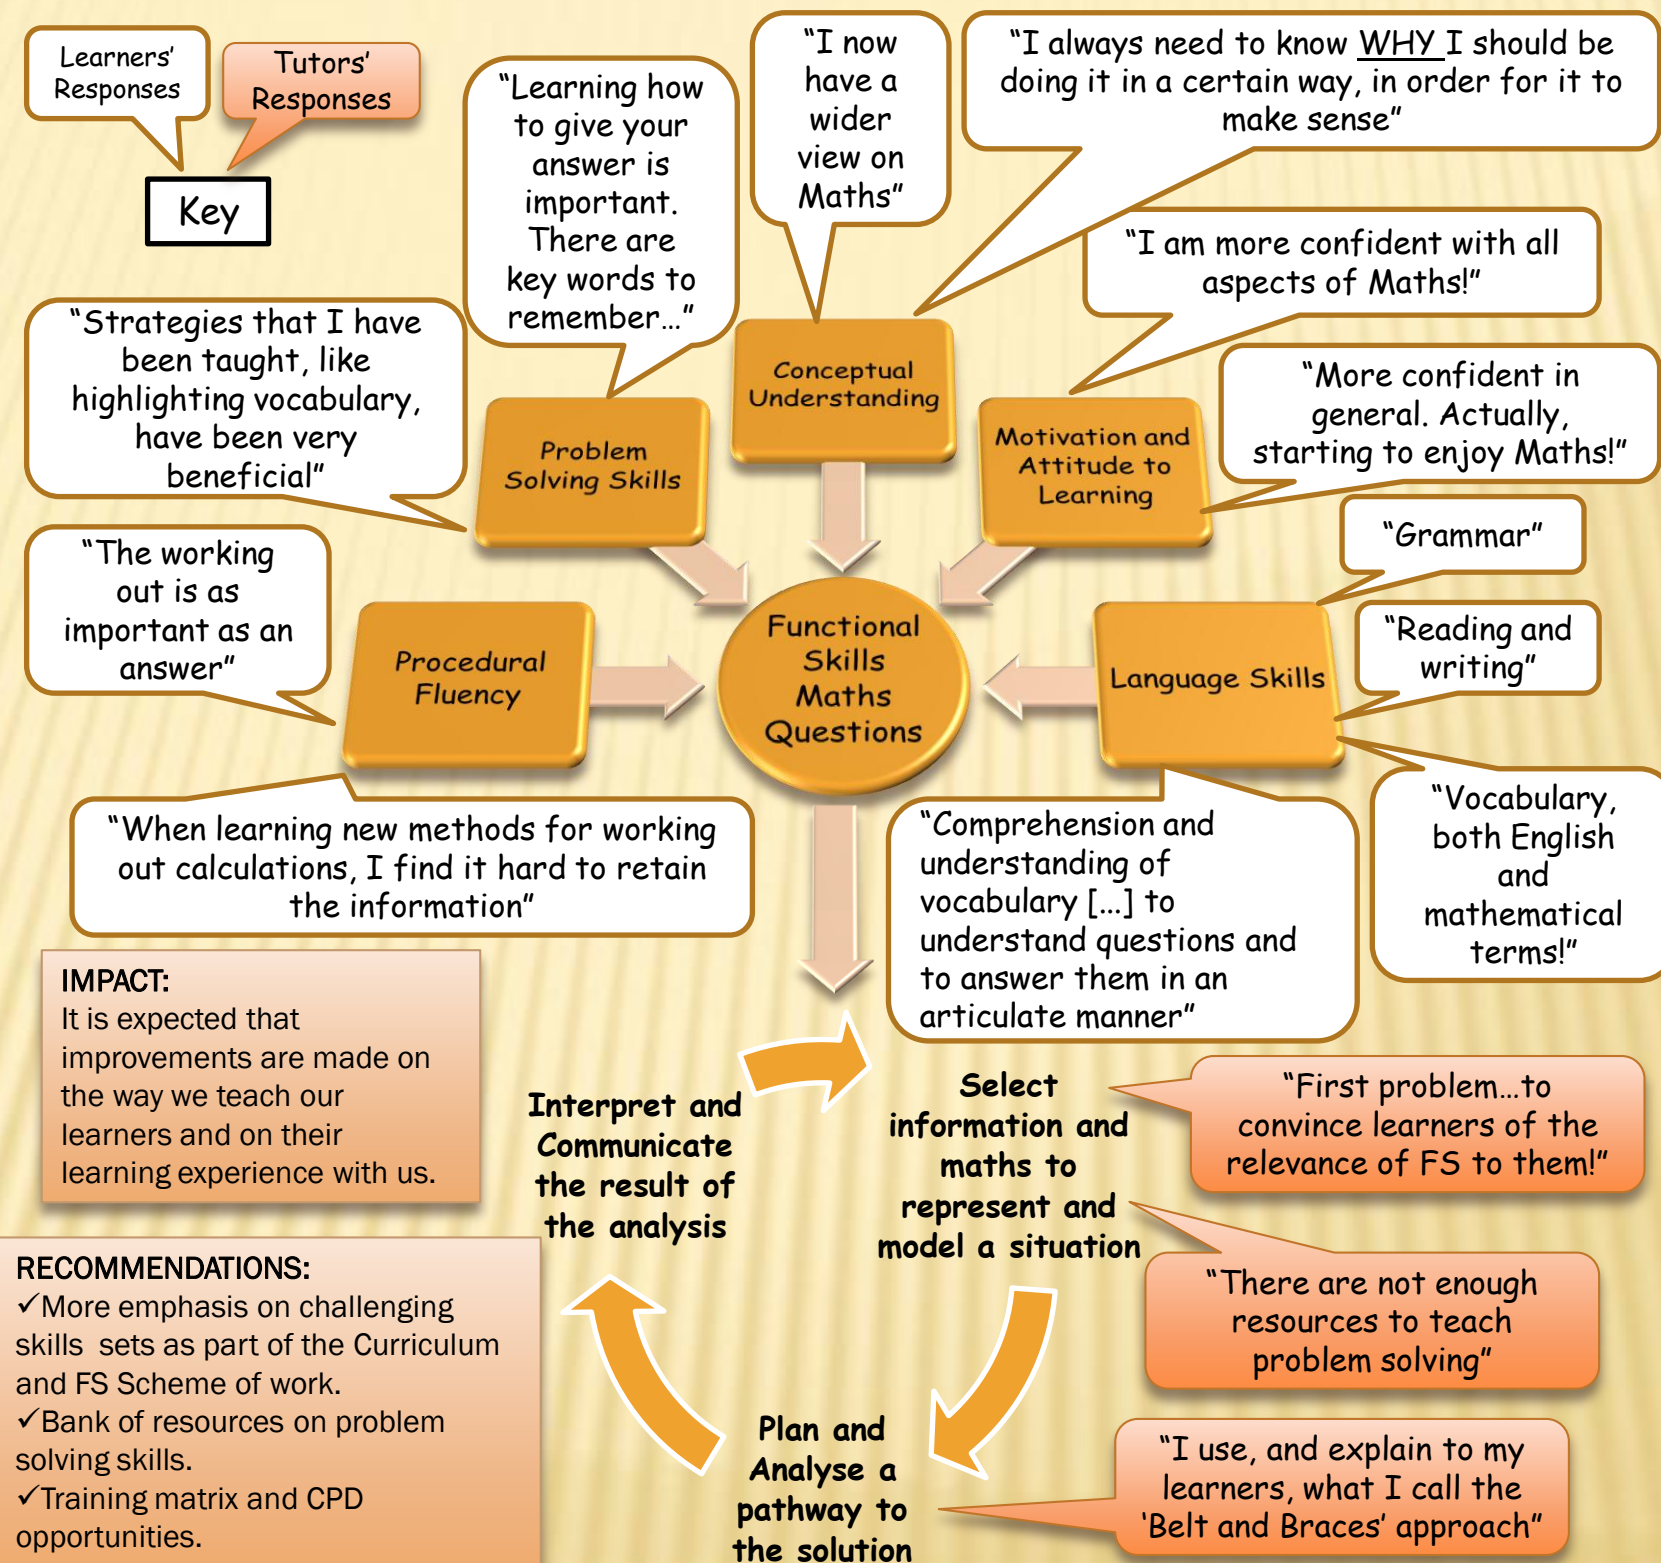 Learners'
Responses
Tutors'
Responses
Key
"Learning how
to give your
answer is
important.
There are
key words to
remember…"
"I now
have a
wider
view on
Maths"
"I always need to know WHY I should be
doing it in a certain way, in order for it to
make sense"
"I am more confident with all
aspects of Maths!"
"Strategies that I have
been taught, like
highlighting vocabulary,
have been very
beneficial"
"More confident in
general. Actually,
starting to enjoy Maths!"
Conceptual
Understanding
Problem
Solving Skills
Motivation and
Attitude to
Learning
"Grammar"
"The working
out is as
important as an
answer"
"Reading and
writing"
Procedural
Fluency
Functional
Skills
Maths
Questions
Language Skills
"Vocabulary,
both English
and
mathematical
terms!"
"When learning new methods for working
out calculations, I find it hard to retain
the information"
"Comprehension and
understanding of
vocabulary […] to
understand questions and
to answer them in an
articulate manner"
IMPACT:
It is expected that
improvements are made on
the way we teach our
learners and on their
learning experience with us.
Interpret and
Communicate
the result of
the analysis
Select
information and
maths to
represent and
model a situation
"First problem…to
convince learners of the
relevance of FS to them!"
"There are not enough
resources to teach
problem solving"
RECOMMENDATIONS:
✓More emphasis on challenging
skills sets as part of the Curriculum
and FS Scheme of work.
✓Bank of resources on problem
solving skills.
✓Training matrix and CPD
opportunities.
Plan and
Analyse a
pathway to
the solution
"I use, and explain to my
learners, what I call the
'Belt and Braces' approach"